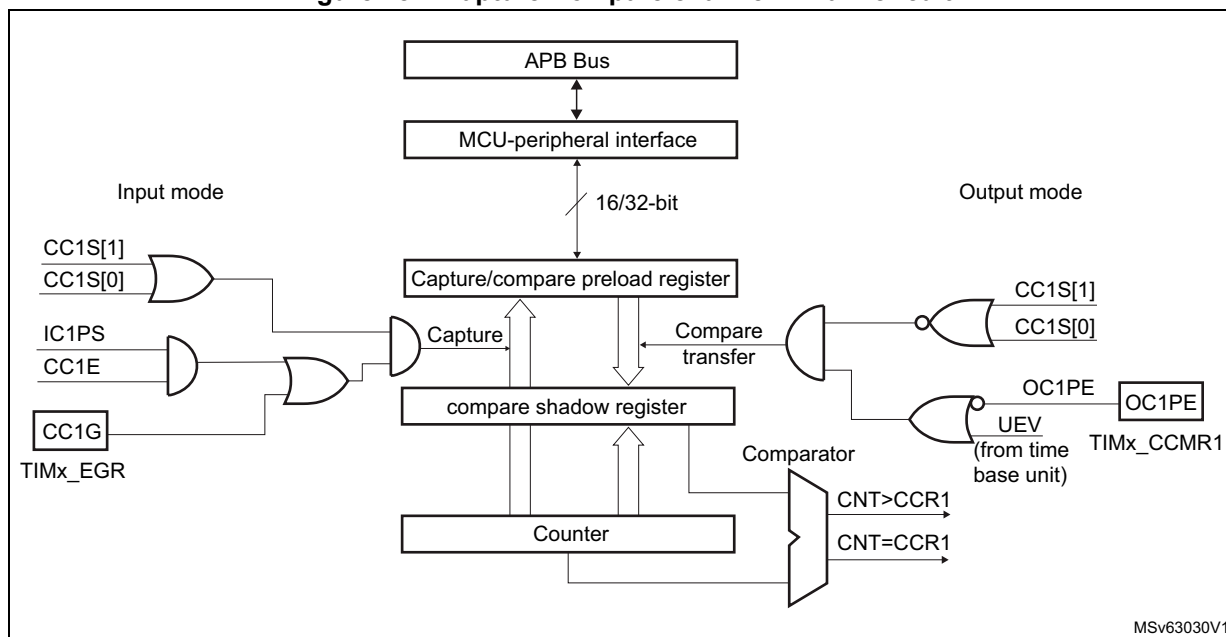 APB Bus
MCU-peripheral interface
Input mode
16/32-bit
Output mode
CC1S[1]
CC1S[0]
IC1PS
CC1E
CC1G
TIMx_EGR
Capture/compare preload register
Capture
Compare
transfer
compare shadow register
CC1S[1]
CC1S[0]
OC1PE
OC1PE
UEV
(from time
base unit)
TIMx_CCMR1
Comparator
Counter
CNT>CCR1
CNT=CCR1
MSv63030V1